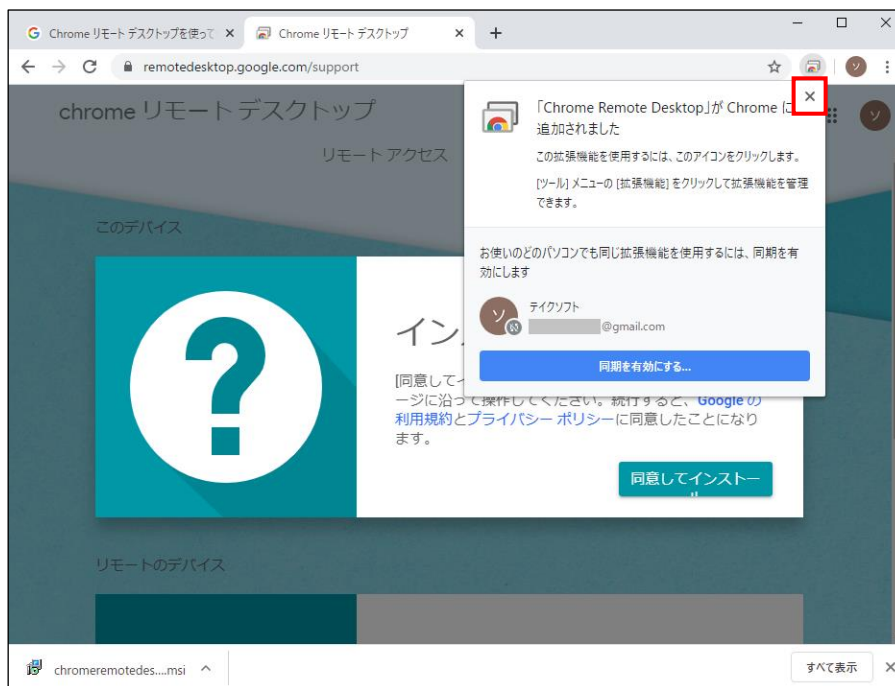 Chrome リモート デスクトップを使って
Chrome リモート デスクトップ
remotedesktop.google.com/support
ソ
chrome リモート デスクトップ
ソ
リモート アクセス
「Chrome Remote Desktop」が Chrome に
追加されました
この拡張機能を使用するには、このアイコンをクリックします。
[ツール] メニューの [拡張機能] をクリックして拡張機能を管理
できます。
お使いのどのパソコンでも同じ拡張機能を使用するには、同期を有
効にします
ソ
テイクソフト
@gmail.com
同期を有効にする...
このデバイス
?
イン
[同意して
ージに沿って操作してください。続行すると、Google の
利用規約とプライバシー ポリシーに同意したことになり
ます。
同意してインストー
ル
リモートのデバイス
chromeremotedes....msi
すべて表示